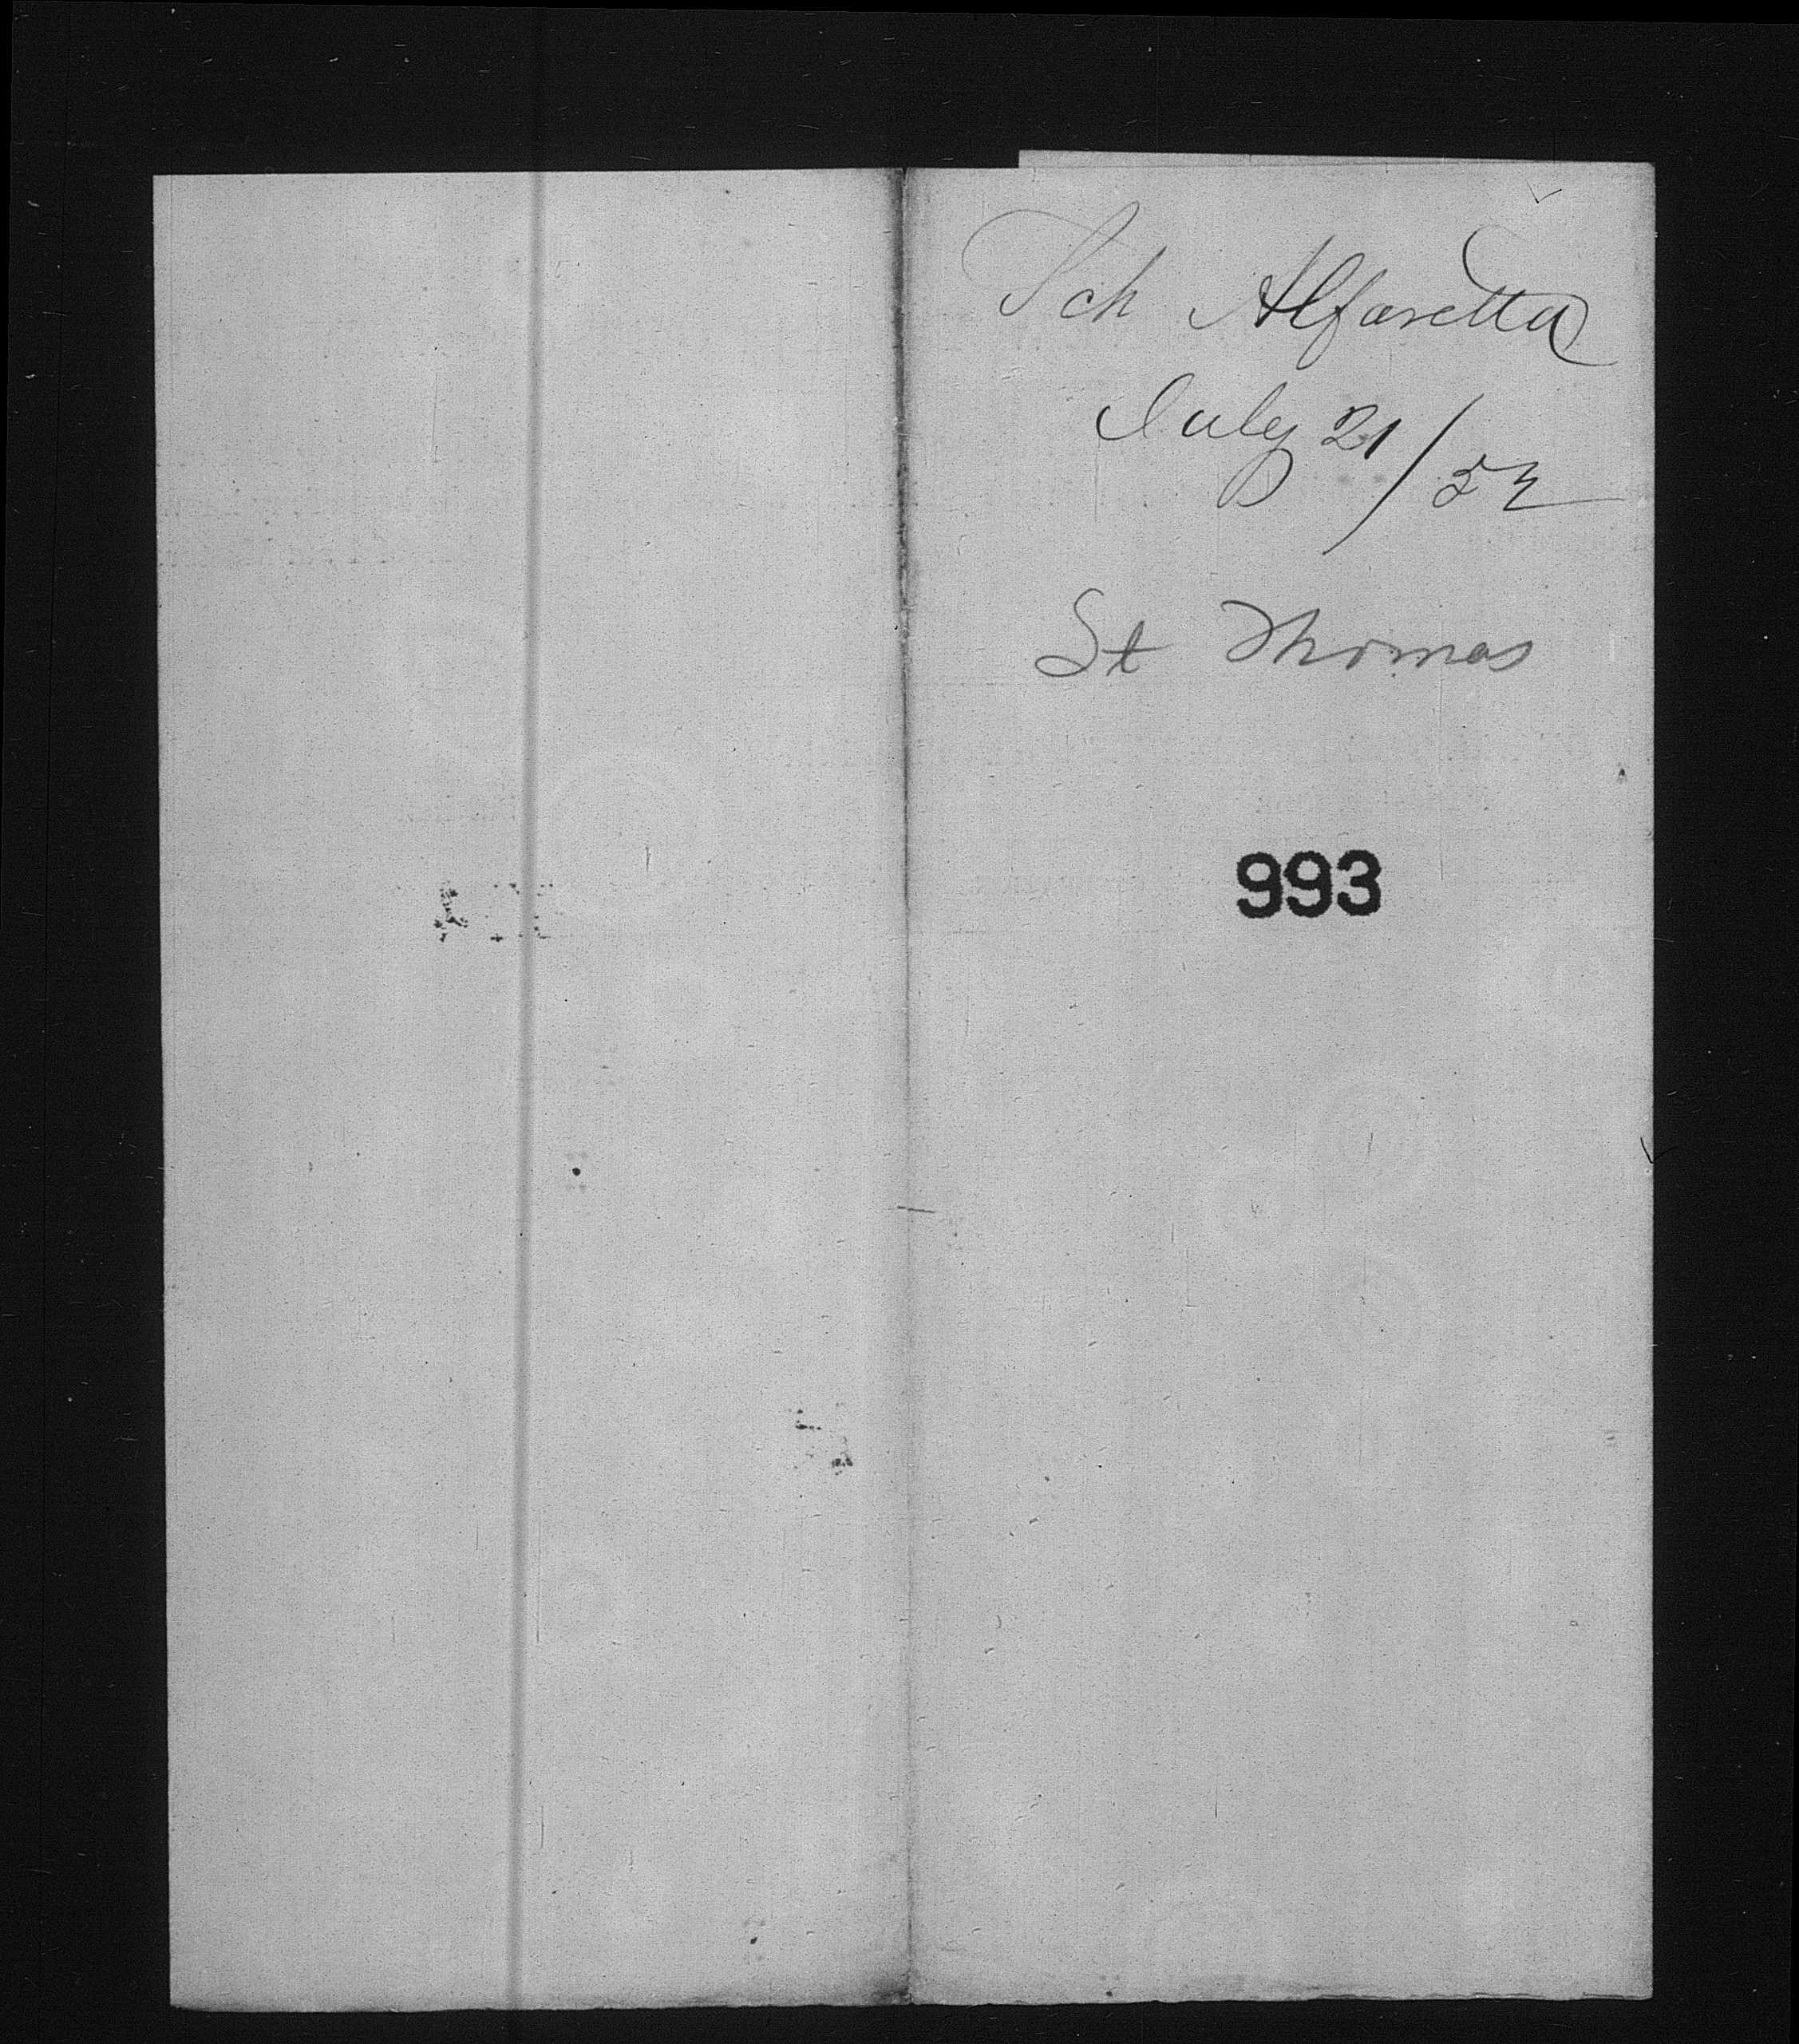 Sch Alfaretta
July 21/52
St Thomas
993